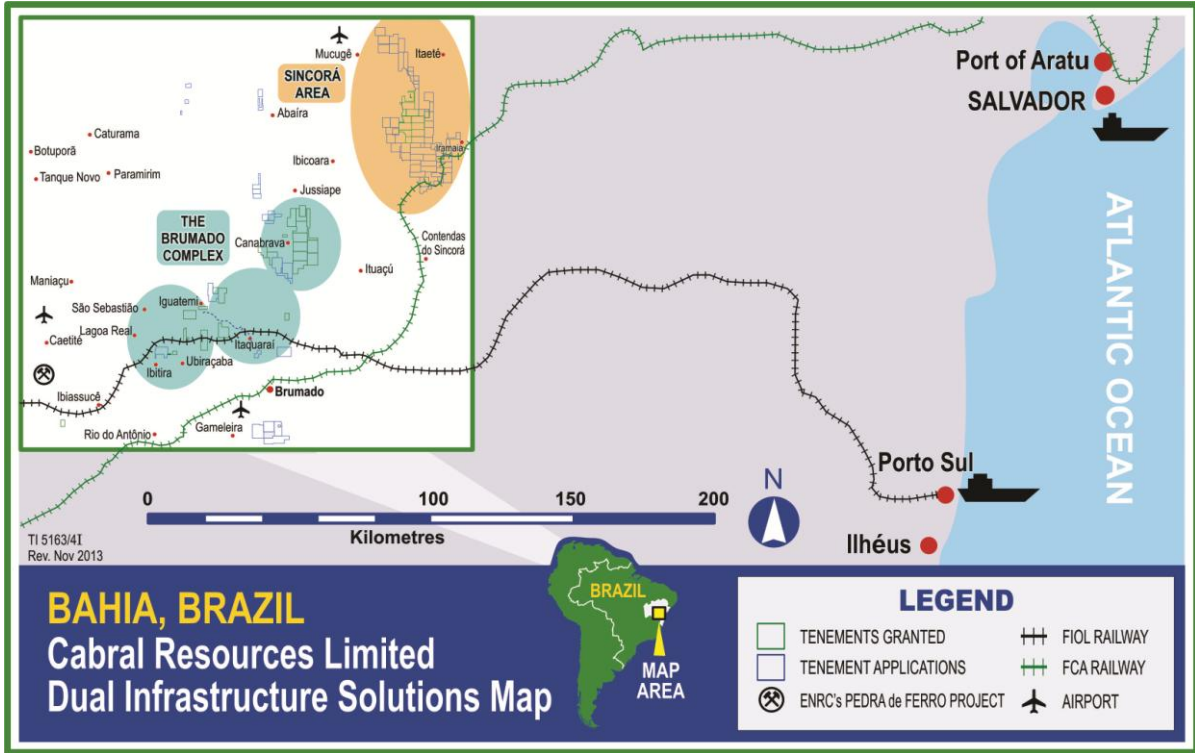 Mucugê
Itaeté
SINCORÁ
AREA
Abaíra
Caturama
Botuporã
Iramaia
Ibicoara
Tanque Novo
Paramirim
Jussiape
THE
BRUMADO
COMPLEX
Canabrava
Contendas
do Sincorá
Ituaçú
Maniaçu
Iguatemi
São Sebastião
Lagoa Real
Caetité
Itaquaraí
Ubiraçaba
Ibitira
Ibiassucê
Brumado
Rio do Antônio
Gameleira
Port of Aratu
SALVADOR
ATLANTIC OCEAN
Porto Sul
Ilhéus
N
0 100 150 200
Kilometres
TI 5163/4I
Rev. Nov 2013
BAHIA, BRAZIL
Cabral Resources Limited
Dual Infrastructure Solutions Map
BRAZIL
MAP
AREA
LEGEND
TENEMENTS GRANTED
TENEMENT APPLICATIONS
ENRC's PEDRA de FERRO PROJECT
FIOL RAILWAY
FCA RAILWAY
AIRPORT